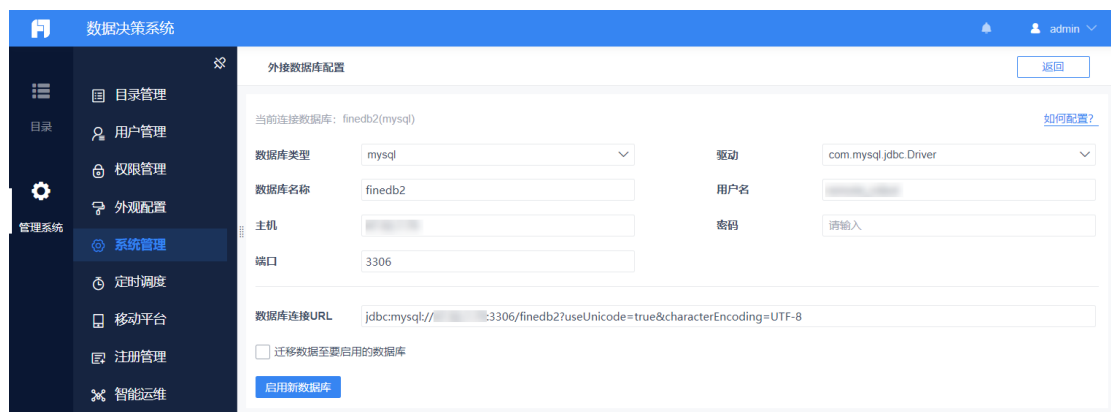 数据决策系统
admin
目录
管理系统
目录管理
用户管理
权限管理
外观配置
系统管理
定时调度
移动平台
注册管理
智能运维
外接数据库配置
返回
当前连接数据库：finedb2(mysql)
如何配置?
数据库类型 mysql 驱动 com.mysql.jdbc.Driver
数据库名称 finedb2 用户名
主机 密码 请输入
端口 3306
数据库连接URL jdbc:mysql:// :3306/finedb2?useUnicode=true&characterEncoding=UTF-8
迁移数据至要启用的数据库
启用新数据库